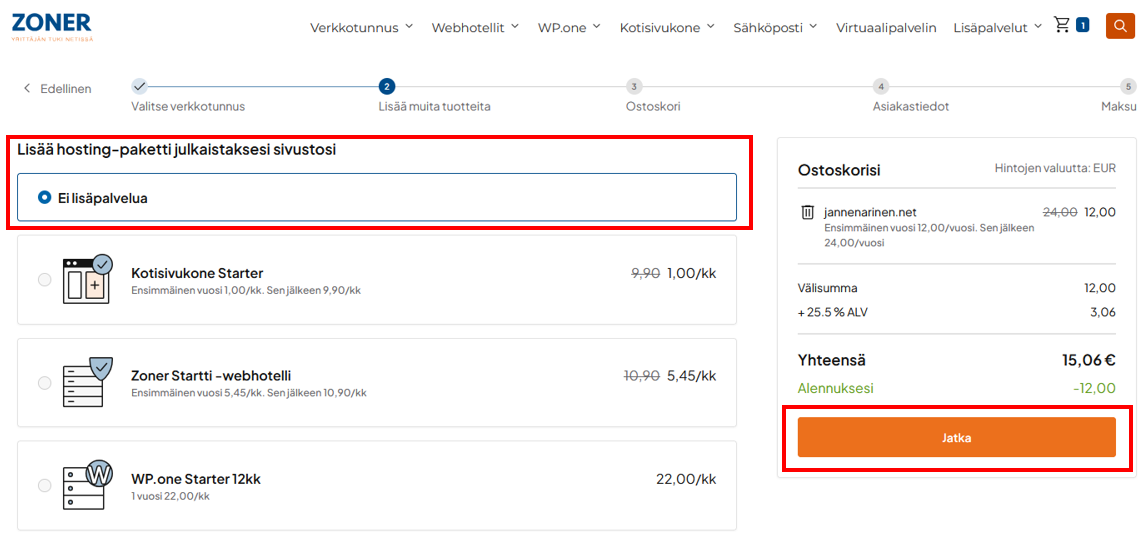 ZONER
YRITTÄJÄN TUKI NETISSÄ
Verkkotunnus
Webhotellit
WP.one
Kotisivukone
Sähköposti
Virtuaalipalvelin
Lisäpalvelut
1
Edellinen
2
3
4
5
Valitse verkkotunnus
Lisää muita tuotteita
Ostoskori
Asiakastiedot
Maksu
Lisää hosting-paketti julkaistaksesi sivustosi
Ei lisäpalvelua
Kotisivukone Starter
9,90 1,00/kk
Ensimmäinen vuosi 1,00/kk. Sen jälkeen 9,90/kk
Zoner Startti -webhotelli
10,90 5,45/kk
Ensimmäinen vuosi 5,45/kk. Sen jälkeen 10,90/kk
W
WP.one Starter 12kk
22,00/kk
1 vuosi 22,00/kk
Ostoskorisi
Hintojen valuutta: EUR
jannenarinen.net
24,00 12,00
Ensimmäinen vuosi 12,00/vuosi. Sen jälkeen
24,00/vuosi
Välisumma
12,00
+ 25.5 % ALV
3,06
Yhteensä
15,06 €
Alennuksesi
-12,00
Jatka